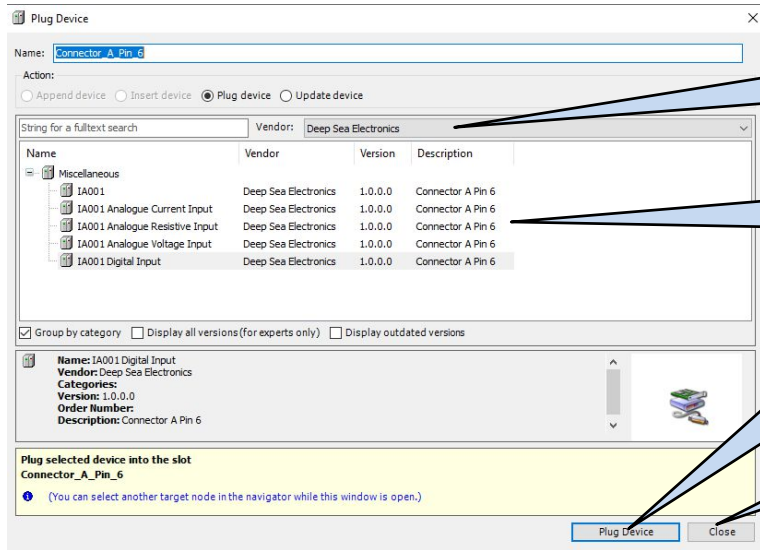 Plug Device
Name: Connector_A_Pin_6
Action:
Append device Insert device Plug device Update device
String for a fulltext search Vendor: Deep Sea Electronics
Name Vendor Version Description
Miscellaneous
IA001 Deep Sea Electronics 1.0.0.0 Connector A Pin 6
IA001 Analogue Current Input Deep Sea Electronics 1.0.0.0 Connector A Pin 6
IA001 Analogue Resistive Input Deep Sea Electronics 1.0.0.0 Connector A Pin 6
IA001 Analogue Voltage Input Deep Sea Electronics 1.0.0.0 Connector A Pin 6
IA001 Digital Input Deep Sea Electronics 1.0.0.0 Connector A Pin 6
Group by category Display all versions (for experts only) Display outdated versions
Name: IA001 Digital Input
Vendor: Deep Sea Electronics
Categories:
Version: 1.0.0.0
Order Number:
Description: Connector A Pin 6
Plug selected device into the slot
Connector_A_Pin_6
(You can select another target node in the navigator while this window is open.)
Plug Device Close